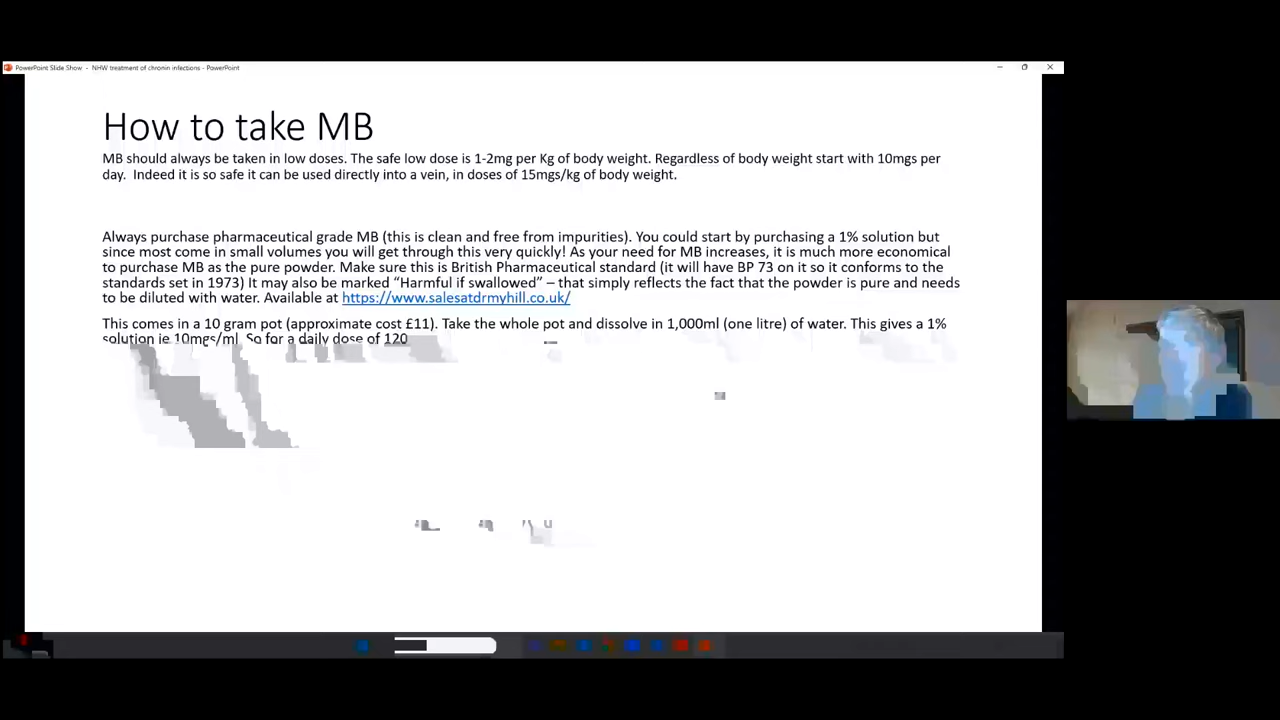 PowerPoint Slide Show - NHW treatment of chronin infections - PowerPoint
How to take MB
MB should always be taken in low doses. The safe low dose is 1-2mg per Kg of body weight. Regardless of body weight start with 10mgs per
day. Indeed it is so safe it can be used directly into a vein, in doses of 15mgs/kg of body weight.
Always purchase pharmaceutical grade MB (this is clean and free from impurities). You could start by purchasing a 1% solution but
since most come in small volumes you will get through this very quickly! As your need for MB increases, it is much more economical
to purchase MB as the pure powder. Make sure this is British Pharmaceutical standard (it will have BP 73 on it so it conforms to the
standards set in 1973) It may also be marked “Harmful if swallowed” – that simply reflects the fact that the powder is pure and needs
to be diluted with water. Available at https://www.salesatdrmyhill.co.uk/
This comes in a 10 gram pot (approximate cost £11). Take the whole pot and dissolve in 1,000ml (one litre) of water. This gives a 1%
solution ie 10mgs/ml. So for a daily dose of 120